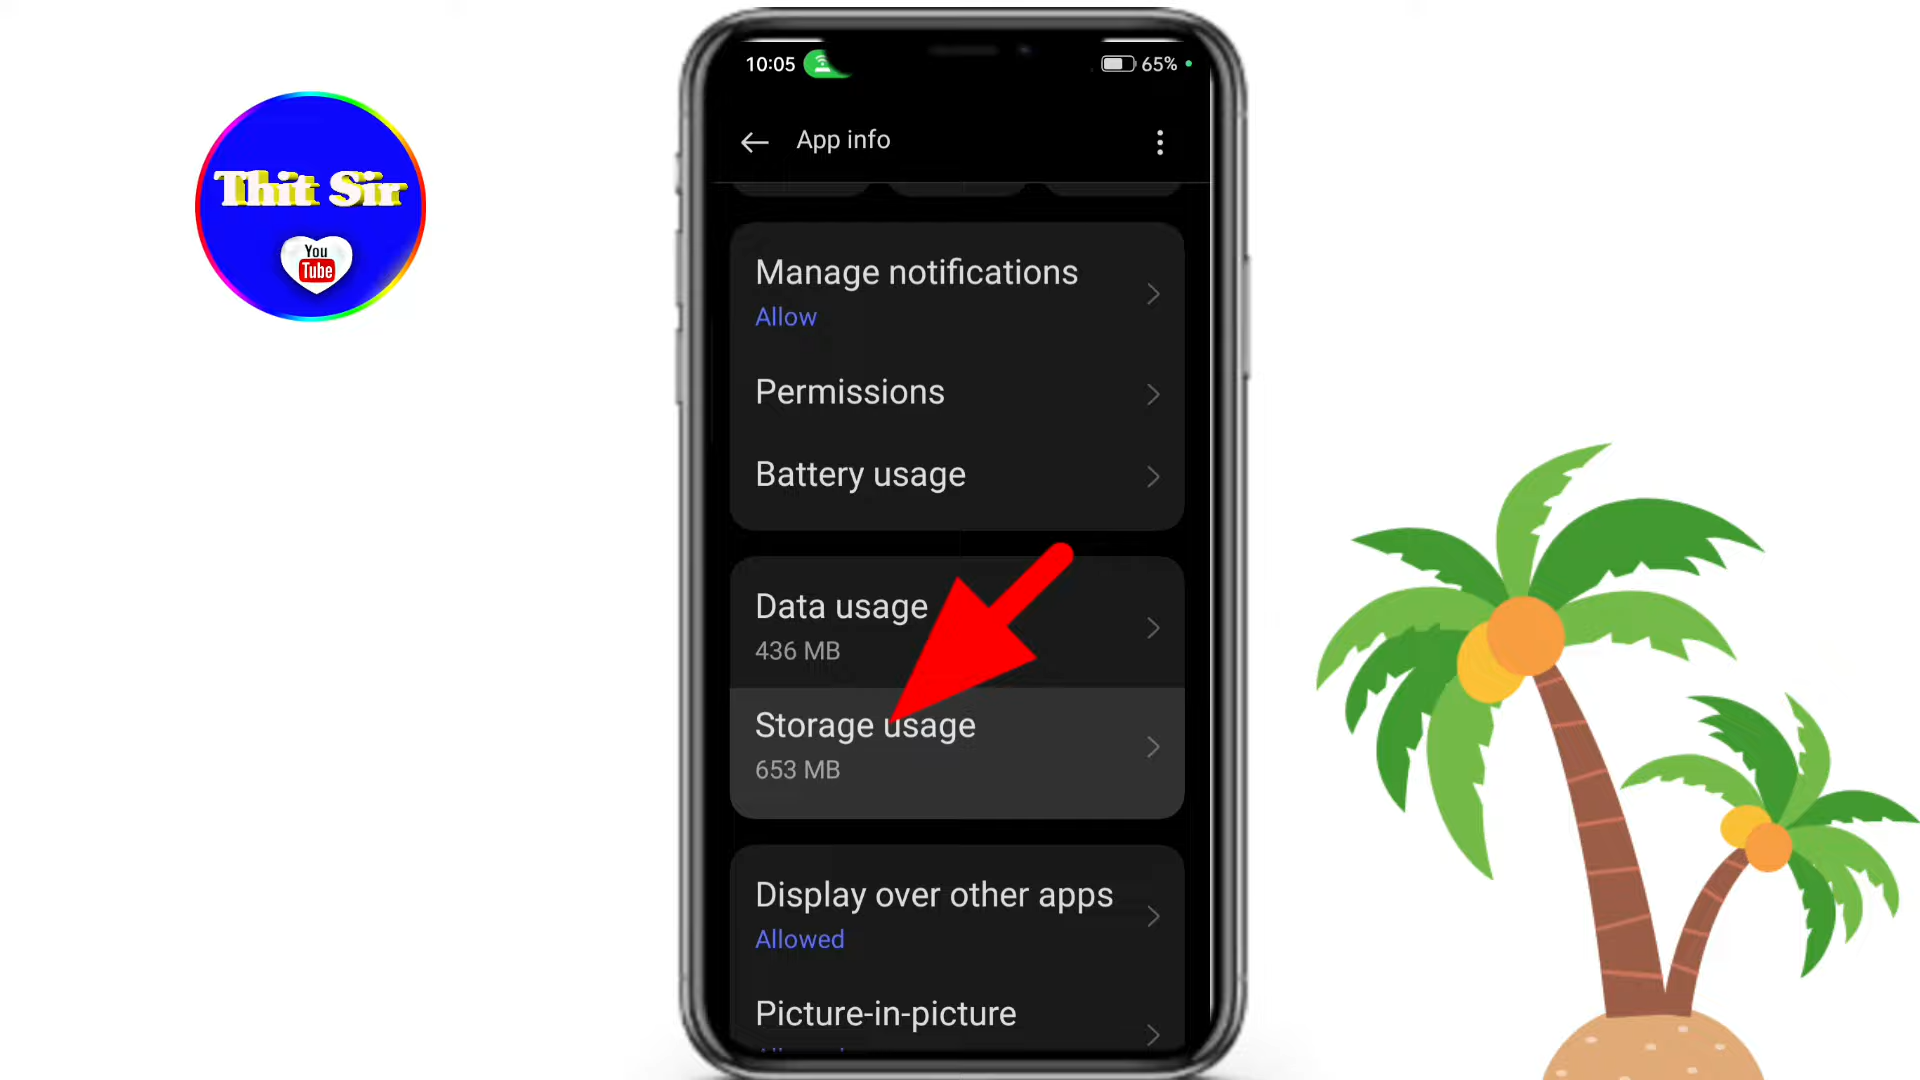 Thit Sir
You
Tube
10:05
65%
App info
Manage notifications
Allow
Permissions
Battery usage
Data usage
436 MB
Storage usage
653 MB
Display over other apps
Allowed
Picture-in-picture